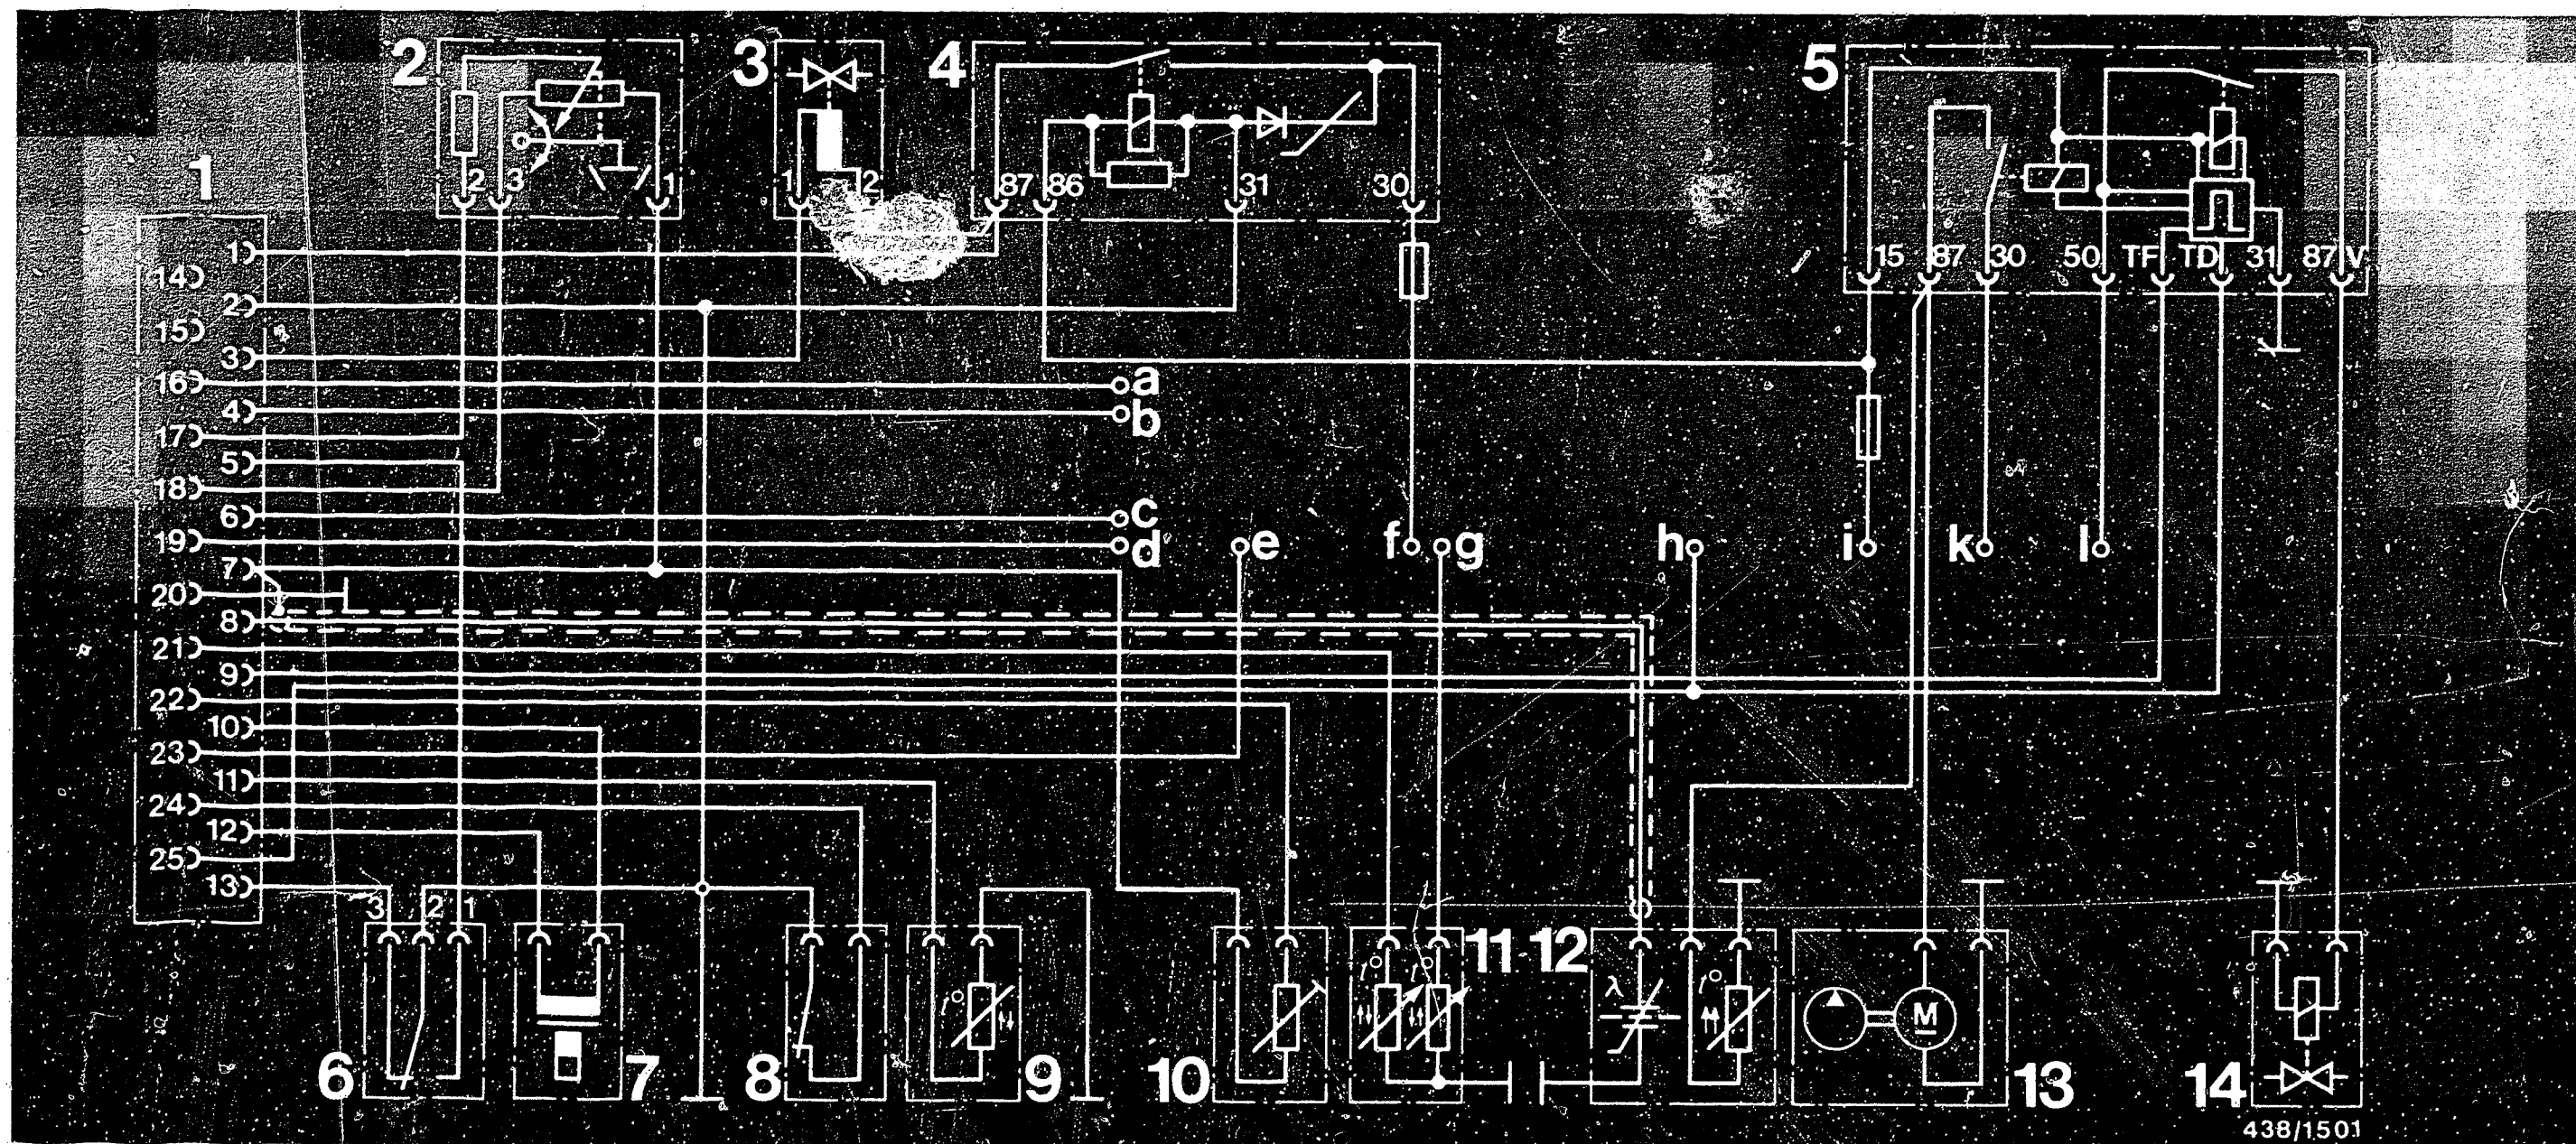 2 3 4 5
1
2 3 1
1 2
87 86 31 30
15 87 30 50 TF TD 31 87 V
1
14
2
15
3
16 a
4 b
17
5
18
6 c
19 d e f g h i k l
7
20
8
21
9
22
10
23
11
24
12
25
13
3 2 1
11 12
t° t° λ t°
t°
M
6 7 8 9 10 13 14
438/1501